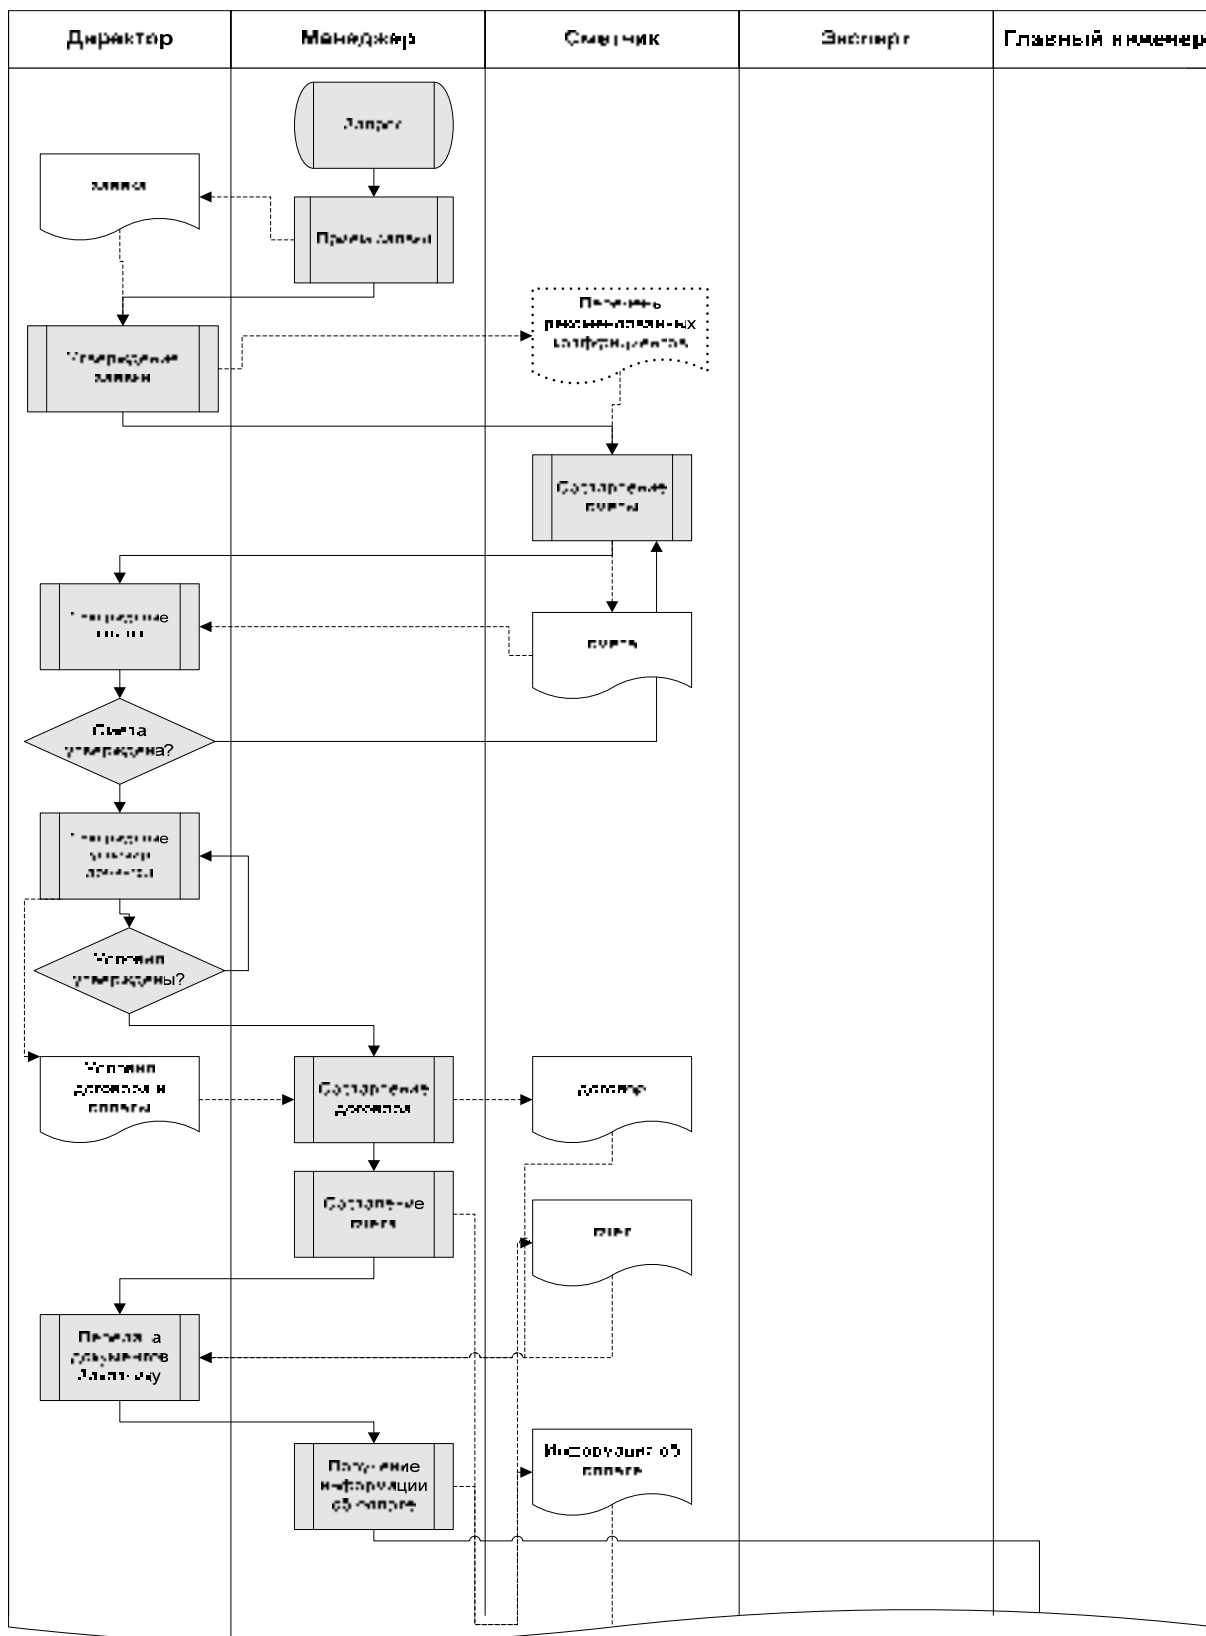 Директор
Менеджер
Сметчик
Эксперт
Главный инженер
Запрос
заявка
Прием заявки
Перечень
рекомендованных
коэффициентов
Утверждение
заявки
Составление
сметы
Утверждение
сметы
смета
Смета
утверждена?
Утверждение
условий
договора
Условия
утверждены?
Условия
договора и
оплаты
Составление
договора
договор
Составление
счета
счет
Передача
документов
Заказчику
Информация об
оплате
Получение
информации
об оплате